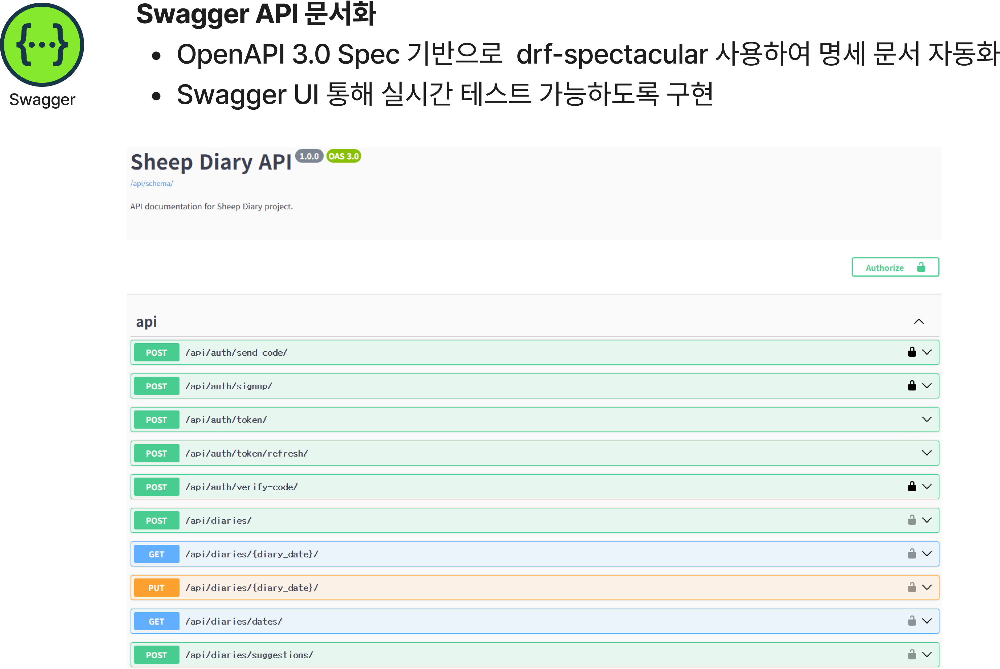 Swagger API 문서화
OpenAPI 3.0 Spec 기반으로 drf-spectacular 사용하여 명세 문서 자동화
Swagger UI 통해 실시간 테스트 가능하도록 구현
{···}
Swagger
Sheep Diary API 1.0.0 OAS 3.0
/api/schema/
API documentation for Sheep Diary project.
Authorize
api
POST /api/auth/send-code/
POST /api/auth/signup/
POST /api/auth/token/
POST /api/auth/token/refresh/
POST /api/auth/verify-code/
POST /api/diaries/
GET /api/diaries/{diary_date}/
PUT /api/diaries/{diary_date}/
GET /api/diaries/dates/
POST /api/diaries/suggestions/